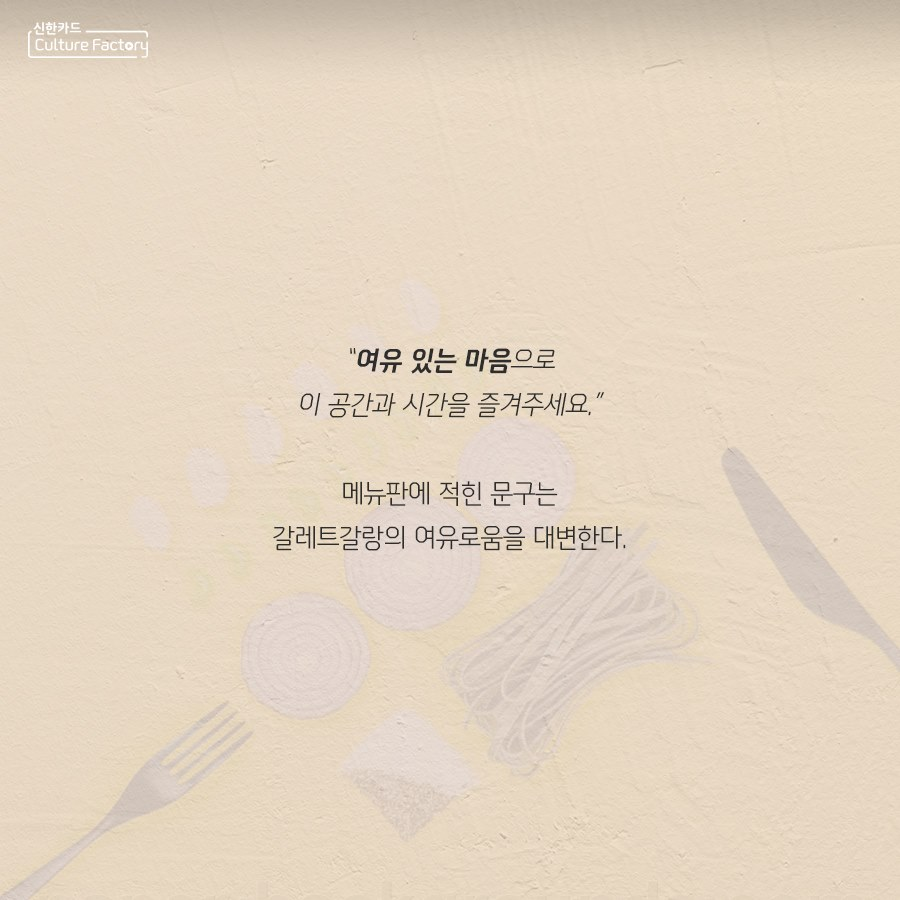 신한카드
Culture Factory
“여유 있는 마음으로
이 공간과 시간을 즐겨주세요.”
메뉴판에 적힌 문구는
갈레트갈랑의 여유로움을 대변한다.